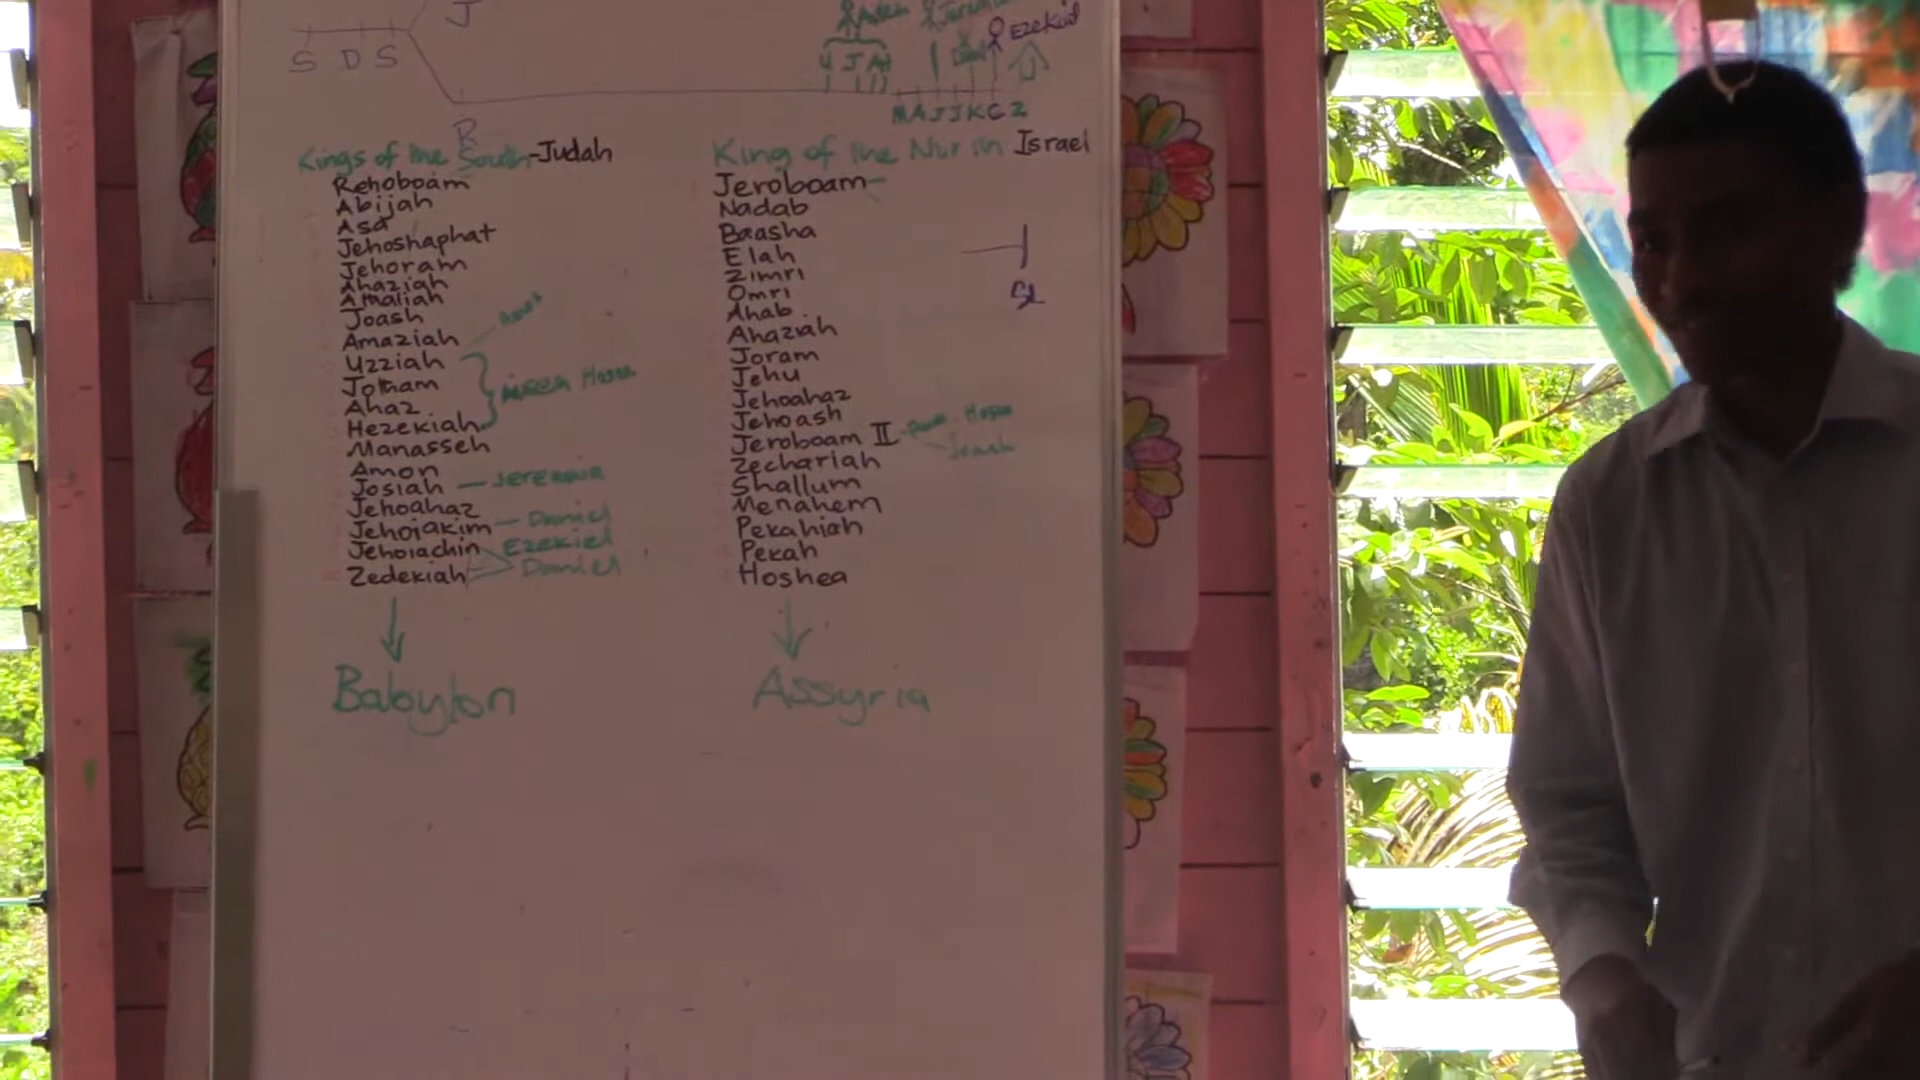 J
S D S
U J A H
Ezekiel
M A J J K C Z
R
Kings of the South-Judah
Rehoboam
Abijah
Asa
Jehoshaphat
Jehoram
Ahaziah
Athaliah
Joash
Amaziah
Uzziah
Jotham
Ahaz
Hezekiah
Manasseh
Amon
Josiah
Jehoahaz
Jehoiakim - Daniel
Jehoiachin Ezekiel
Zedekiah Daniel
Babylon
King of the North Israel
Jeroboam
Nadab
Baasha
Elah
Zimri
Omri
Ahab
Ahaziah
Joram
Jehu
Jehoahaz
Jehoash
Jeroboam II Hosea
Zechariah
Shallum
Menahem
Pekahiah
Pekah
Hoshea
Assyria
SL